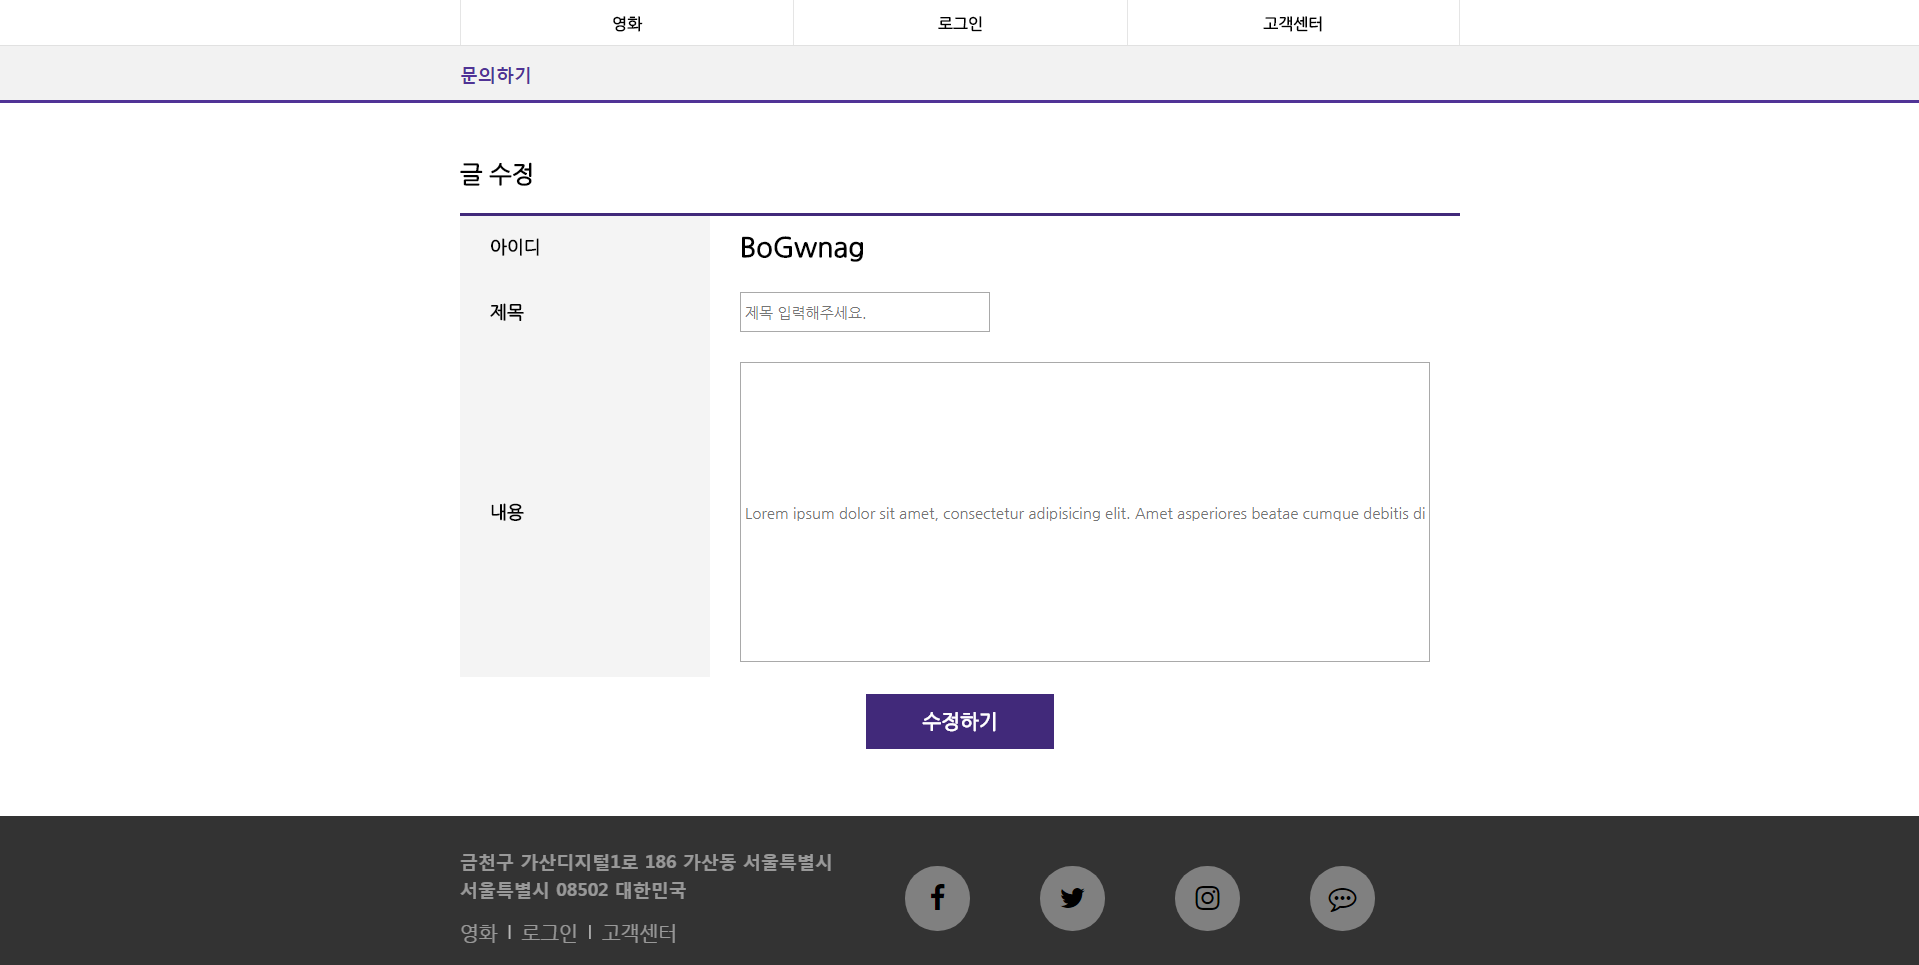 영화
로그인
고객센터
문의하기
글 수정
아이디
BoGwnag
제목
제목 입력해주세요.
내용
Lorem ipsum dolor sit amet, consectetur adipisicing elit. Amet asperiores beatae cumque debitis di
수정하기
금천구 가산디지털1로 186 가산동 서울특별시
서울특별시 08502 대한민국
영화 | 로그인 | 고객센터